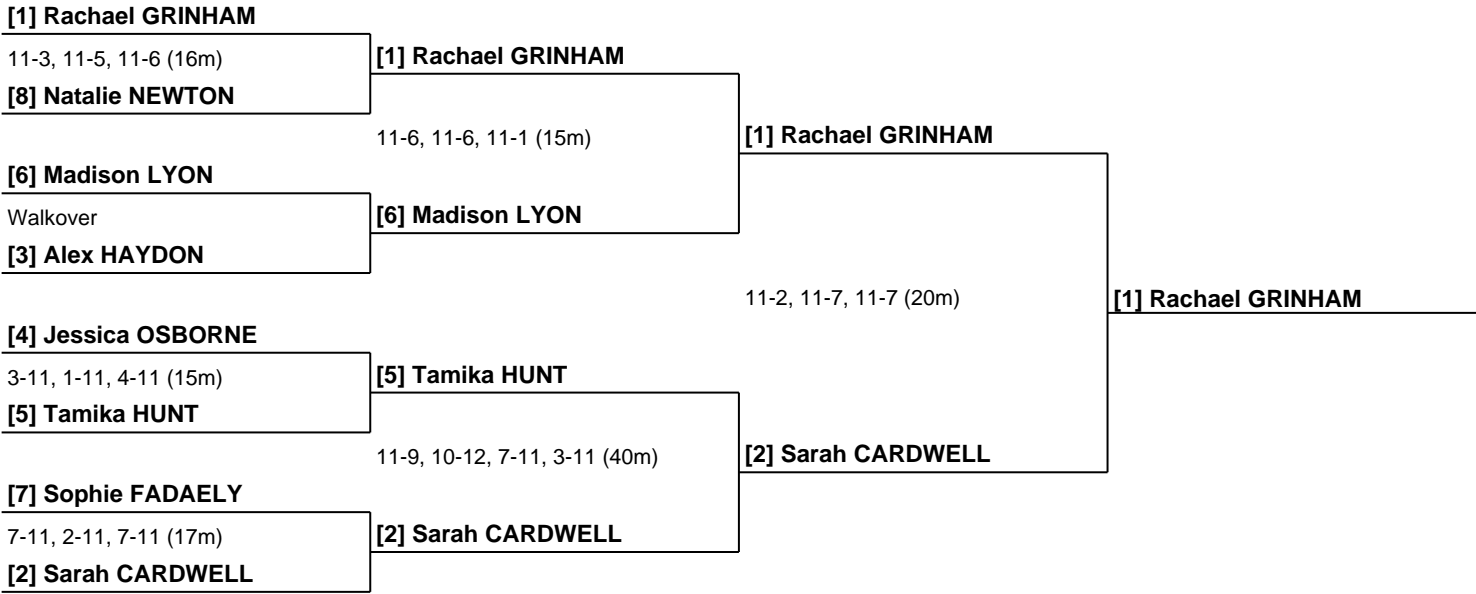 [1] Rachael GRINHAM
11-3, 11-5, 11-6 (16m)
[8] Natalie NEWTON
[1] Rachael GRINHAM
11-6, 11-6, 11-1 (15m)
[1] Rachael GRINHAM
[6] Madison LYON
Walkover
[3] Alex HAYDON
[6] Madison LYON
11-2, 11-7, 11-7 (20m)
[1] Rachael GRINHAM
[4] Jessica OSBORNE
3-11, 1-11, 4-11 (15m)
[5] Tamika HUNT
[5] Tamika HUNT
11-9, 10-12, 7-11, 3-11 (40m)
[2] Sarah CARDWELL
[7] Sophie FADAELY
7-11, 2-11, 7-11 (17m)
[2] Sarah CARDWELL
[2] Sarah CARDWELL